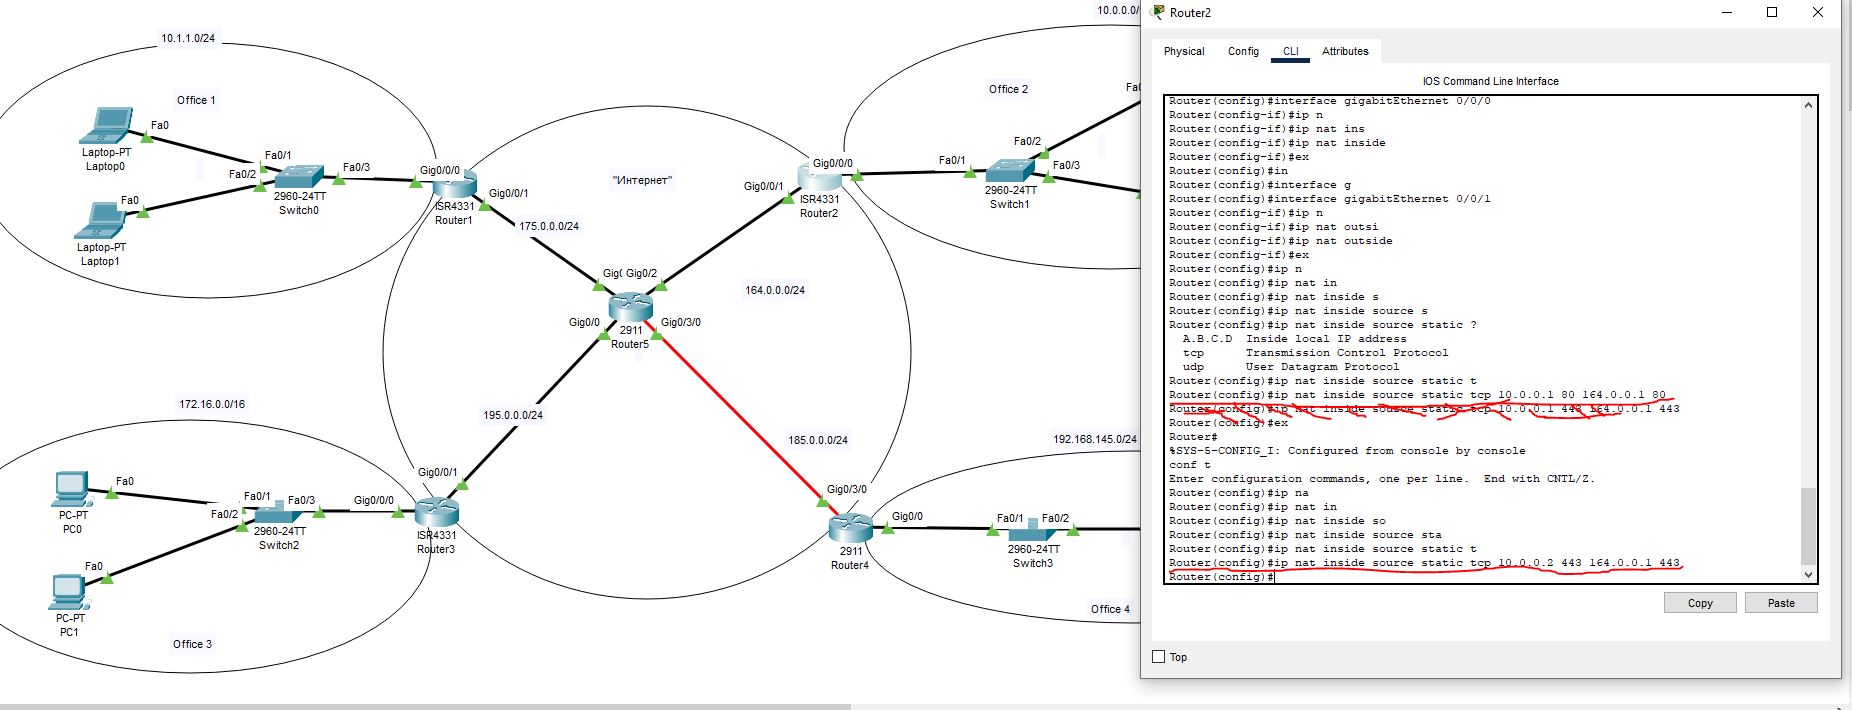 10.1.1.0/24
Office 1
Fa0
Laptop-PT
Laptop0
Fa0/1
Fa0/2
Fa0/3
2960-24TT
Switch0
Fa0
Laptop-PT
Laptop1
Gig0/0/0
ISR4331
Router1
Gig0/0/1
175.0.0.0/24
"Интернет"
Gig0/0/0
Gig0/0/1
ISR4331
Router2
10.0.0.0/
Office 2
Fa0/1
Fa0/2
Fa0/3
2960-24TT
Switch1
164.0.0.0/24
Gig0/2
Gig0/0
Gig0/3/0
2911
Router5
195.0.0.0/24
185.0.0.0/24
172.16.0.0/16
Fa0
PC-PT
PC0
Fa0/1
Fa0/2
Fa0/3
2960-24TT
Switch2
Fa0
PC-PT
PC1
Office 3
Gig0/0/0
Gig0/0/1
ISR4331
Router3
192.168.145.0/24
Gig0/3/0
Gig0/0
2911
Router4
Fa0/1
Fa0/2
2960-24TT
Switch3
Office 4
Router2
Physical Config CLI Attributes
IOS Command Line Interface
Router(config)#interface gigabitEthernet 0/0/0
Router(config-if)#ip n
Router(config-if)#ip nat ins
Router(config-if)#ip nat inside
Router(config-if)#ex
Router(config)#in
Router(config)#interface g
Router(config)#interface gigabitEthernet 0/0/1
Router(config-if)#ip n
Router(config-if)#ip nat outsi
Router(config-if)#ip nat outside
Router(config-if)#ex
Router(config)#ip n
Router(config)#ip nat in
Router(config)#ip nat inside s
Router(config)#ip nat inside source s
Router(config)#ip nat inside source static ?
A.B.C.D Inside local IP address
tcp Transmission Control Protocol
udp User Datagram Protocol
Router(config)#ip nat inside source static t
Router(config)#ip nat inside source static tcp 10.0.0.1 80 164.0.0.1 80
Router(config)#ip nat inside source static tcp 10.0.0.1 443 164.0.0.1 443
Router(config)#ex
Router#
%SYS-5-CONFIG_I: Configured from console by console
conf t
Enter configuration commands, one per line. End with CNTL/Z.
Router(config)#ip na
Router(config)#ip nat in
Router(config)#ip nat inside so
Router(config)#ip nat inside source sta
Router(config)#ip nat inside source static t
Router(config)#ip nat inside source static tcp 10.0.0.2 443 164.0.0.1 443
Router(config)#
Copy Paste
Top